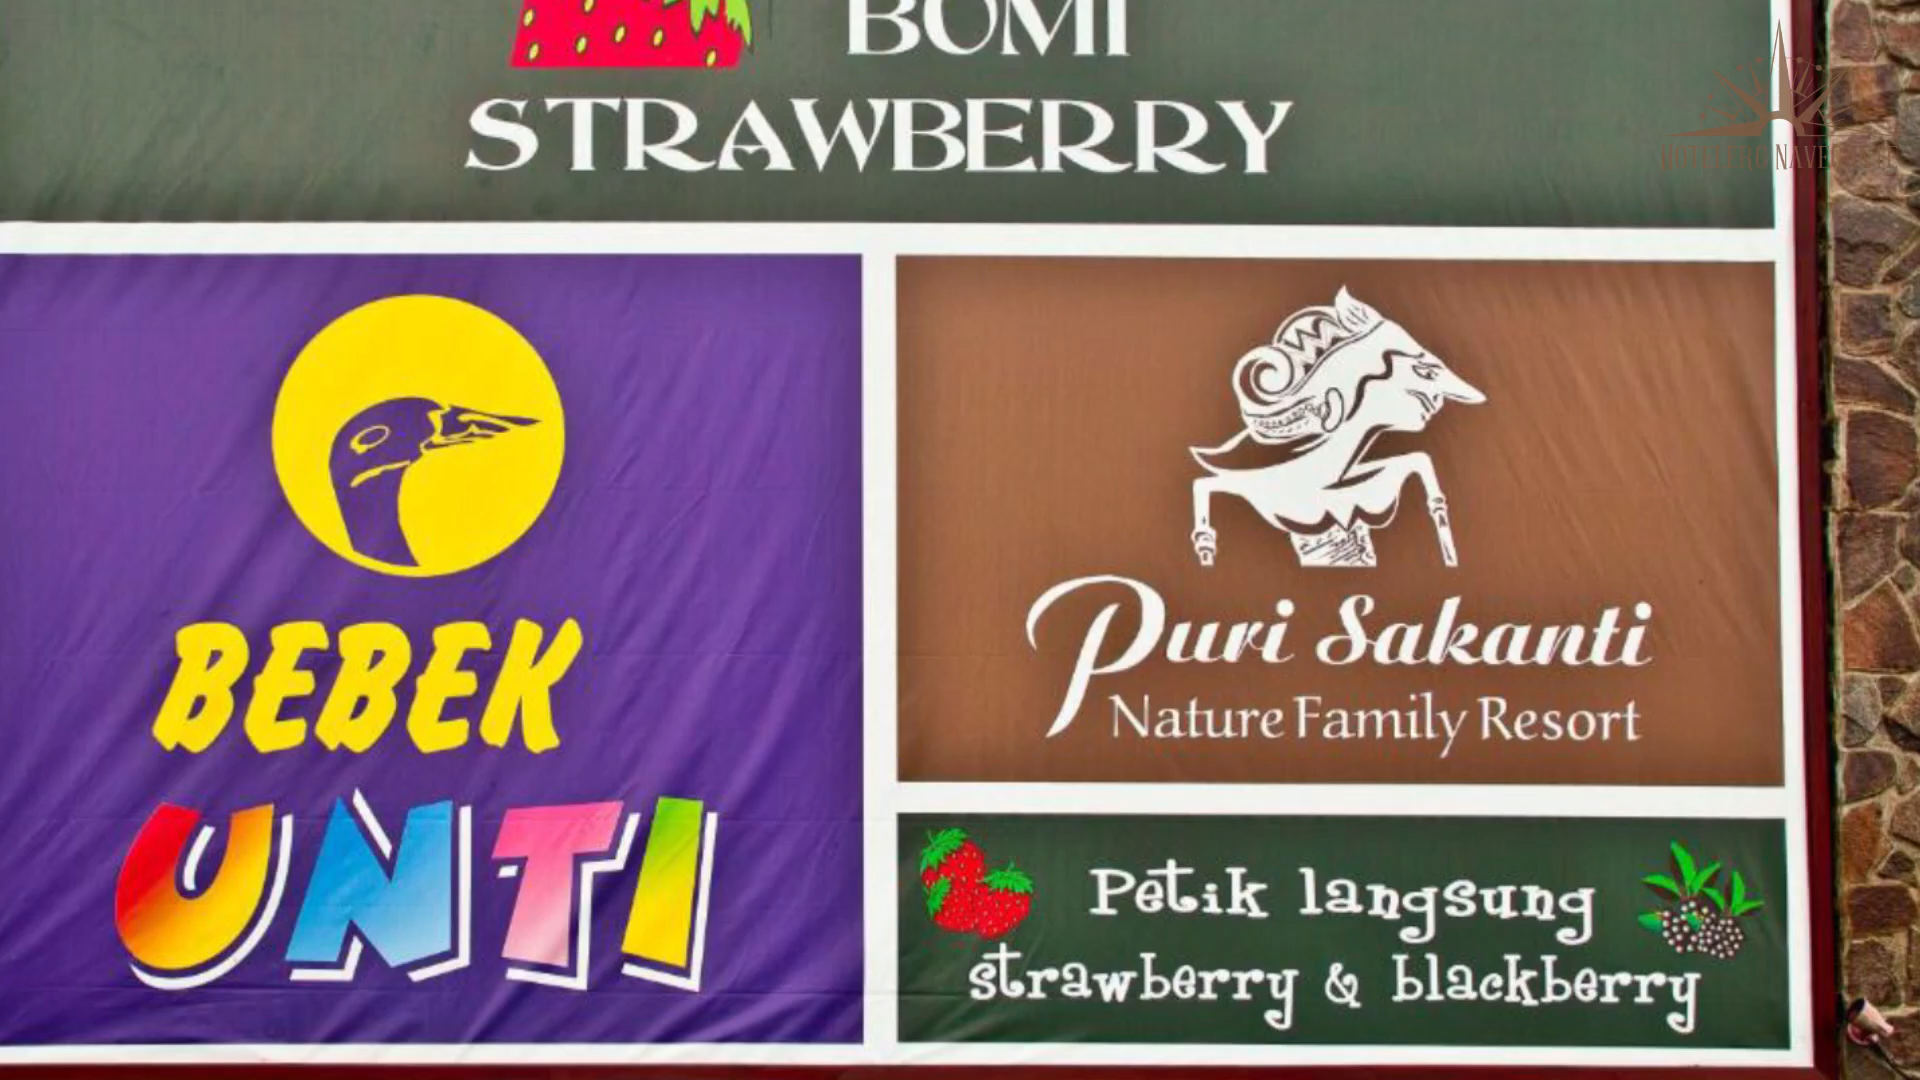 BOMI
STRAWBERRY
BEBEK
UNTI
Puri Sakanti
Nature Family Resort
Petik langsung
strawberry & blackberry